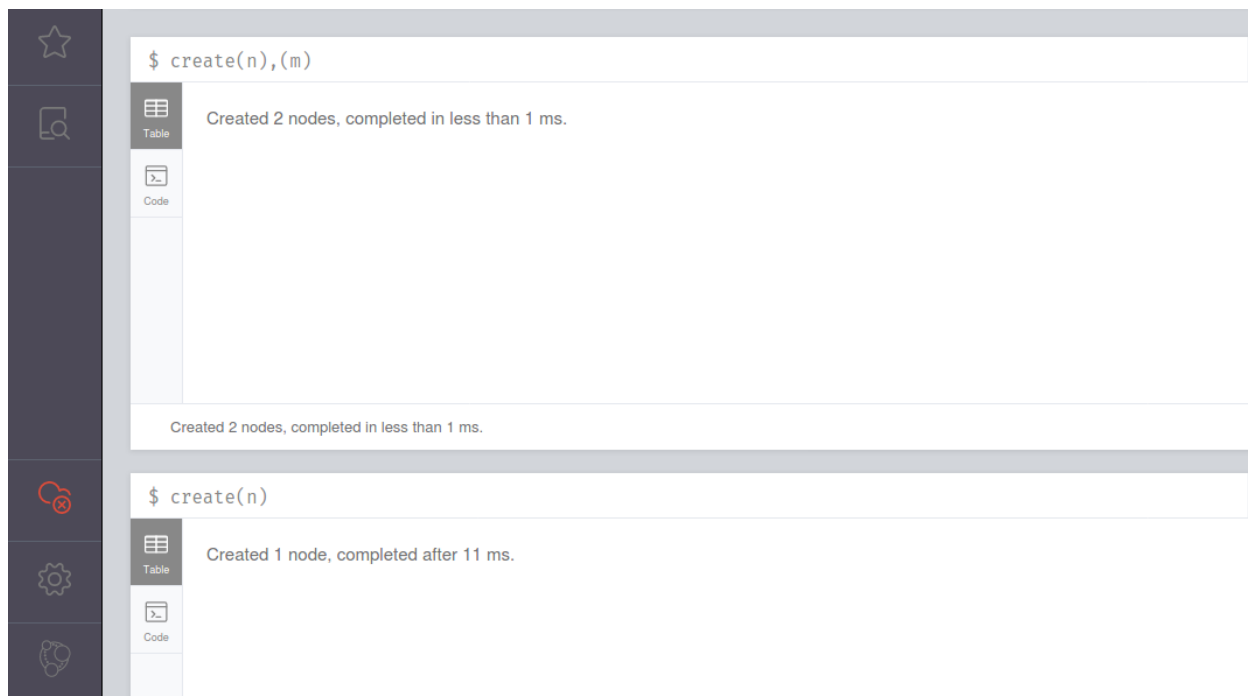 $ create(n),(m)
Table
Created 2 nodes, completed in less than 1 ms.
Code
Created 2 nodes, completed in less than 1 ms.
$ create(n)
Table
Created 1 node, completed after 11 ms.
Code